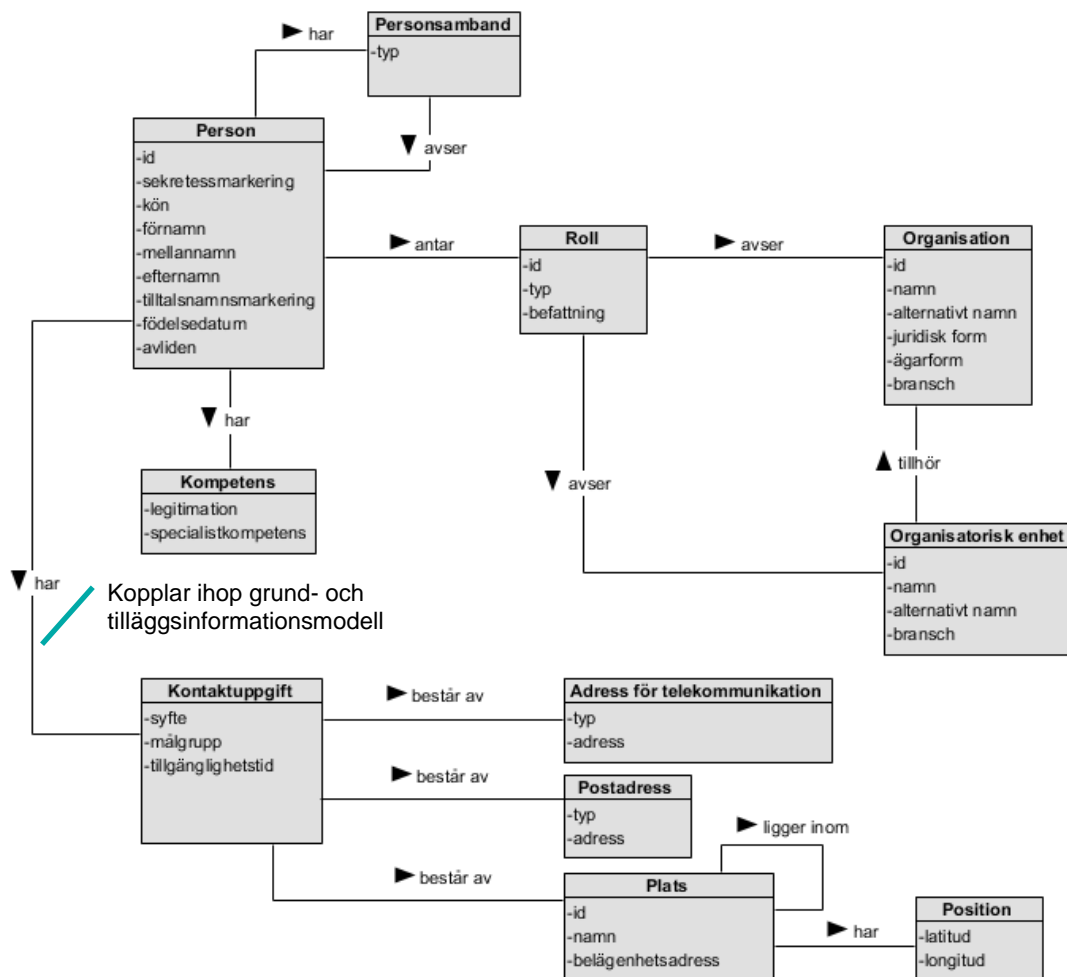 Personsamband
-typ
har
avser
Person
-id
-sekretessmarkering
-kön
-förnamn
-mellannamn
-efternamn
-tilltalsnamnsmarkering
-födelsedatum
-avliden
antar
Roll
-id
-typ
-befattning
avser
Organisation
-id
-namn
-alternativt namn
-juridisk form
-ägarform
-bransch
har
avser
tillhör
Kompetens
-legitimation
-specialistkompetens
Organisatorisk enhet
-id
-namn
-alternativt namn
-bransch
har
Kopplar ihop grund- och
tilläggsinformationsmodell
Kontaktuppgift
-syfte
-målgrupp
-tillgänglighetstid
består av
Adress för telekommunikation
-typ
-adress
består av
Postadress
-typ
-adress
ligger inom
består av
Plats
-id
-namn
-belägenhetsadress
har
Position
-latitud
-longitud